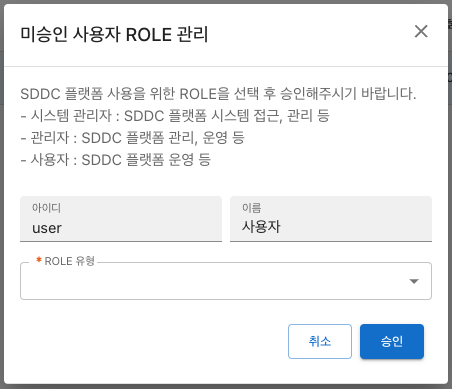 미승인 사용자 ROLE 관리
SDDC 플랫폼 사용을 위한 ROLE을 선택 후 승인해주시기 바랍니다.
- 시스템 관리자 : SDDC 플랫폼 시스템 접근, 관리 등
- 관리자 : SDDC 플랫폼 관리, 운영 등
- 사용자 : SDDC 플랫폼 운영 등
아이디
user
이름
사용자
* ROLE 유형
취소
승인